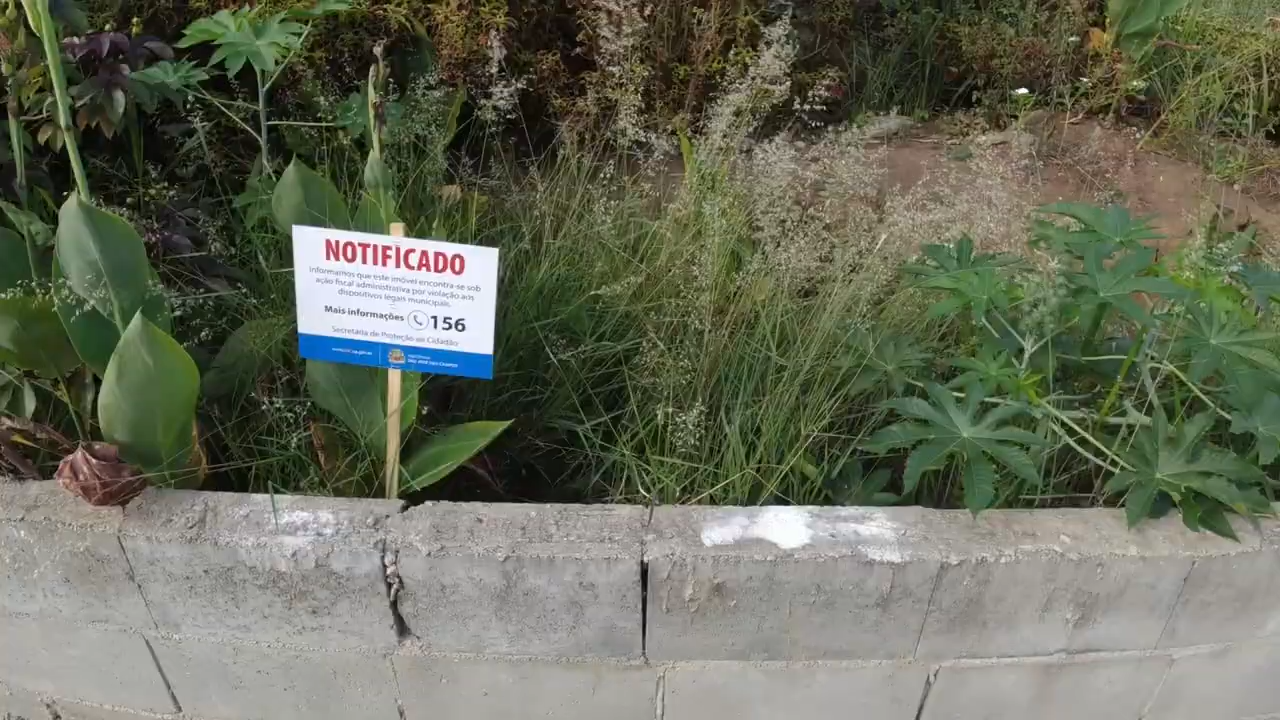 NOTIFICADO
Informamos que este imóvel encontra-se sob
ação fiscal administrativa por violação aos
dispositivos legais municipais.
Mais informações 156
Secretaria de Proteção ao Cidadão